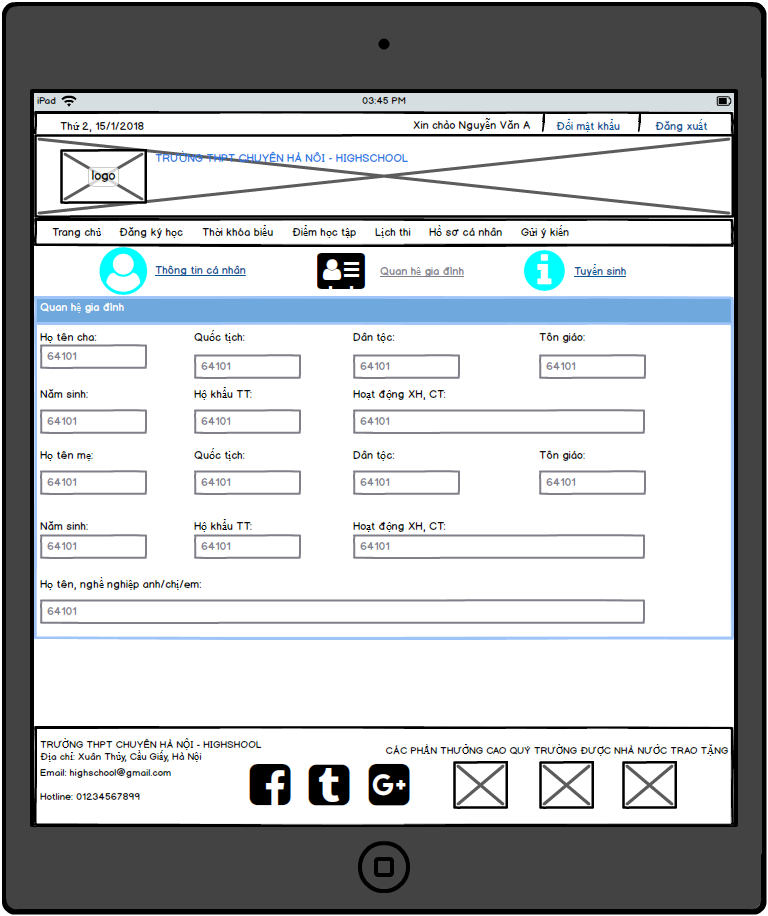 iPad 03:45 PM
Thứ 2, 15/1/2018 Xin chào Nguyễn Văn A Đổi mật khẩu Đăng xuất
TRƯỜNG THPT CHUYÊN HÀ NỘI - HIGHSCHOOL
logo
Trang chủ Đăng ký học Thời khóa biểu Điểm học tập Lịch thi Hồ sơ cá nhân Gửi ý kiến
Thông tin cá nhân Quan hệ gia đình Tuyển sinh
Quan hệ gia đình
Họ tên cha: Quốc tịch: Dân tộc: Tôn giáo:
64101 64101 64101 64101
Năm sinh: Hộ khẩu TT: Hoạt động XH, CT:
64101 64101 64101
Họ tên mẹ: Quốc tịch: Dân tộc: Tôn giáo:
64101 64101 64101 64101
Năm sinh: Hộ khẩu TT: Hoạt động XH, CT:
64101 64101 64101
Họ tên, nghề nghiệp anh/chị/em:
64101
TRƯỜNG THPT CHUYÊN HÀ NỘI - HIGHSHOOL
Địa chỉ: Xuân Thủy, Cầu Giấy, Hà Nội
Email: highschool@gmail.com
Hotline: 01234567899
f t G+
CÁC PHẦN THƯỞNG CAO QUÝ TRƯỜNG ĐƯỢC NHÀ NƯỚC TRAO TẶNG